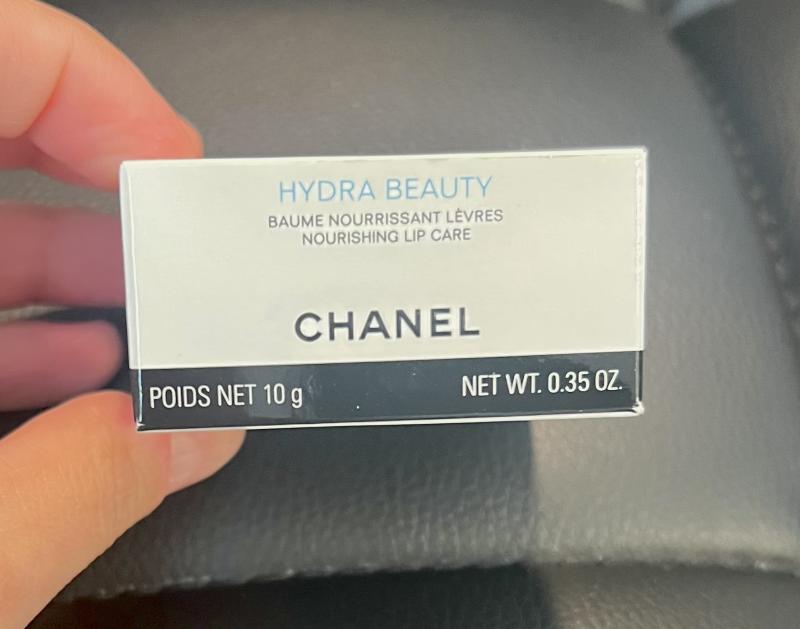 HYDRA BEAUTY
BAUME NOURRISSANT LÈVRES
NOURISHING LIP CARE
CHANEL
POIDS NET 10 g NET WT. 0.35 OZ.